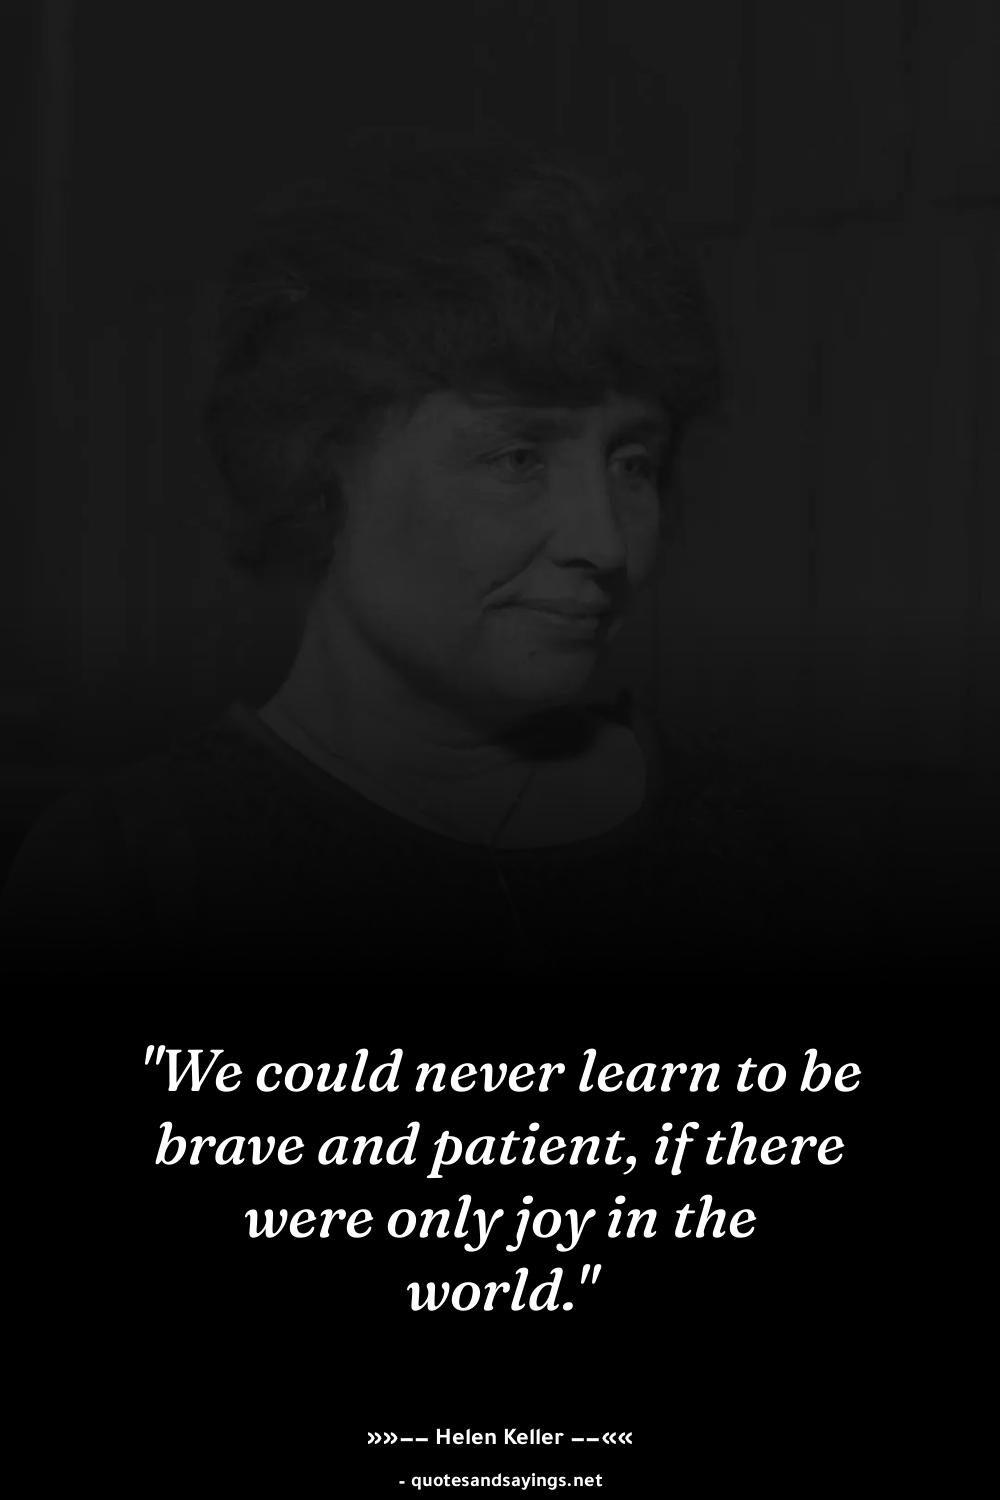 "We could never learn to be
brave and patient, if there
were only joy in the
world."
»»−− Helen Keller −−««
- quotesandsayings.net